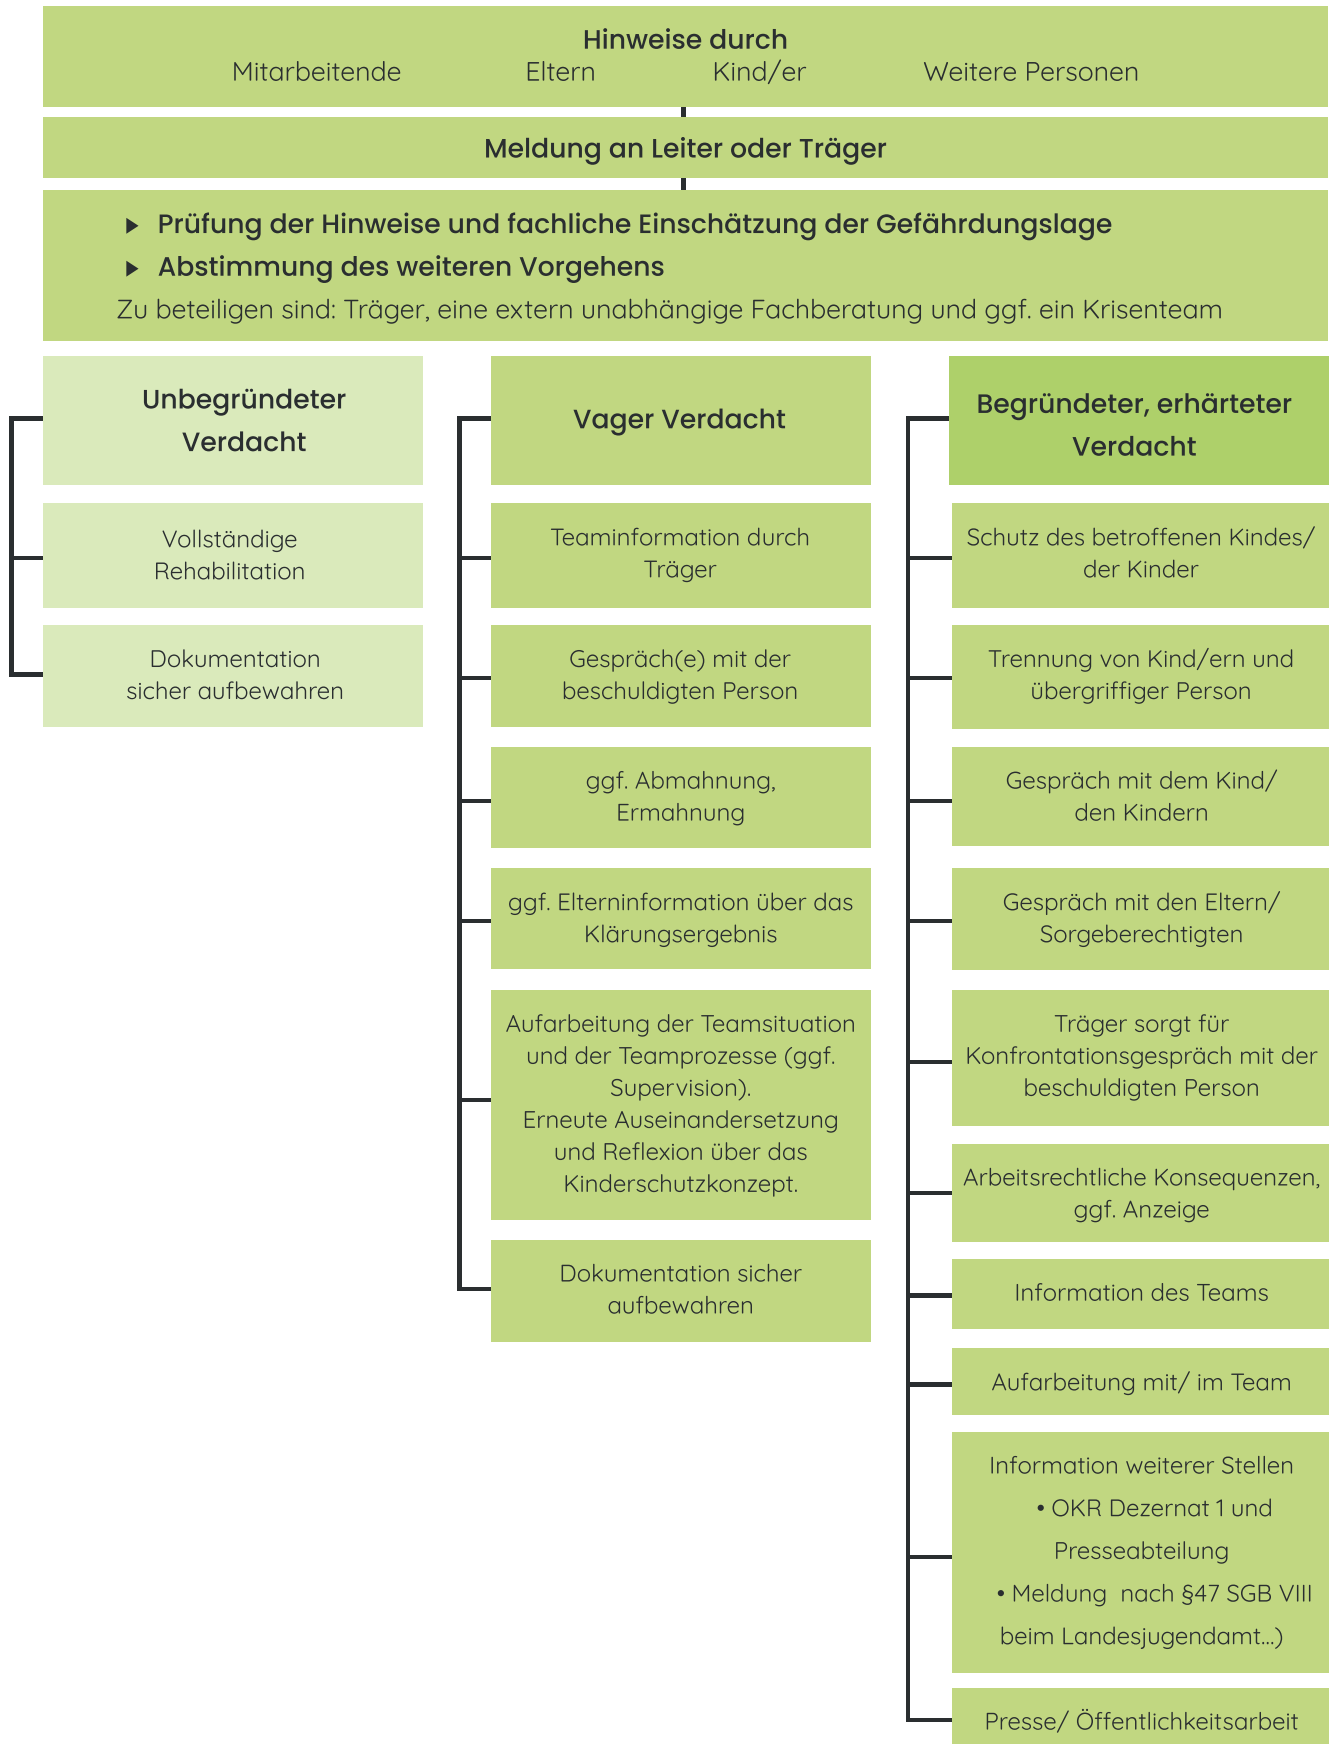 Hinweise durch
Mitarbeitende Eltern Kind/er Weitere Personen
Meldung an Leiter oder Träger
▶ Prüfung der Hinweise und fachliche Einschätzung der Gefährdungslage
▶ Abstimmung des weiteren Vorgehens
Zu beteiligen sind: Träger, eine extern unabhängige Fachberatung und ggf. ein Krisenteam
Unbegründeter
Verdacht
Vollständige
Rehabilitation
Dokumentation
sicher aufbewahren
Vager Verdacht
Teaminformation durch
Träger
Gespräch(e) mit der
beschuldigten Person
ggf. Abmahnung,
Ermahnung
ggf. Elterninformation über das
Klärungsergebnis
Aufarbeitung der Teamsituation
und der Teamprozesse (ggf.
Supervision).
Erneute Auseinandersetzung
und Reflexion über das
Kinderschutzkonzept.
Dokumentation sicher
aufbewahren
Begründeter, erhärteter
Verdacht
Schutz des betroffenen Kindes/
der Kinder
Trennung von Kind/ern und
übergriffiger Person
Gespräch mit dem Kind/
den Kindern
Gespräch mit den Eltern/
Sorgeberechtigten
Träger sorgt für
Konfrontationsgespräch mit der
beschuldigten Person
Arbeitsrechtliche Konsequenzen,
ggf. Anzeige
Information des Teams
Aufarbeitung mit/ im Team
Information weiterer Stellen
• OKR Dezernat 1 und
Presseabteilung
• Meldung  nach §47 SGB VIII
beim Landesjugendamt...)
Presse/ Öffentlichkeitsarbeit